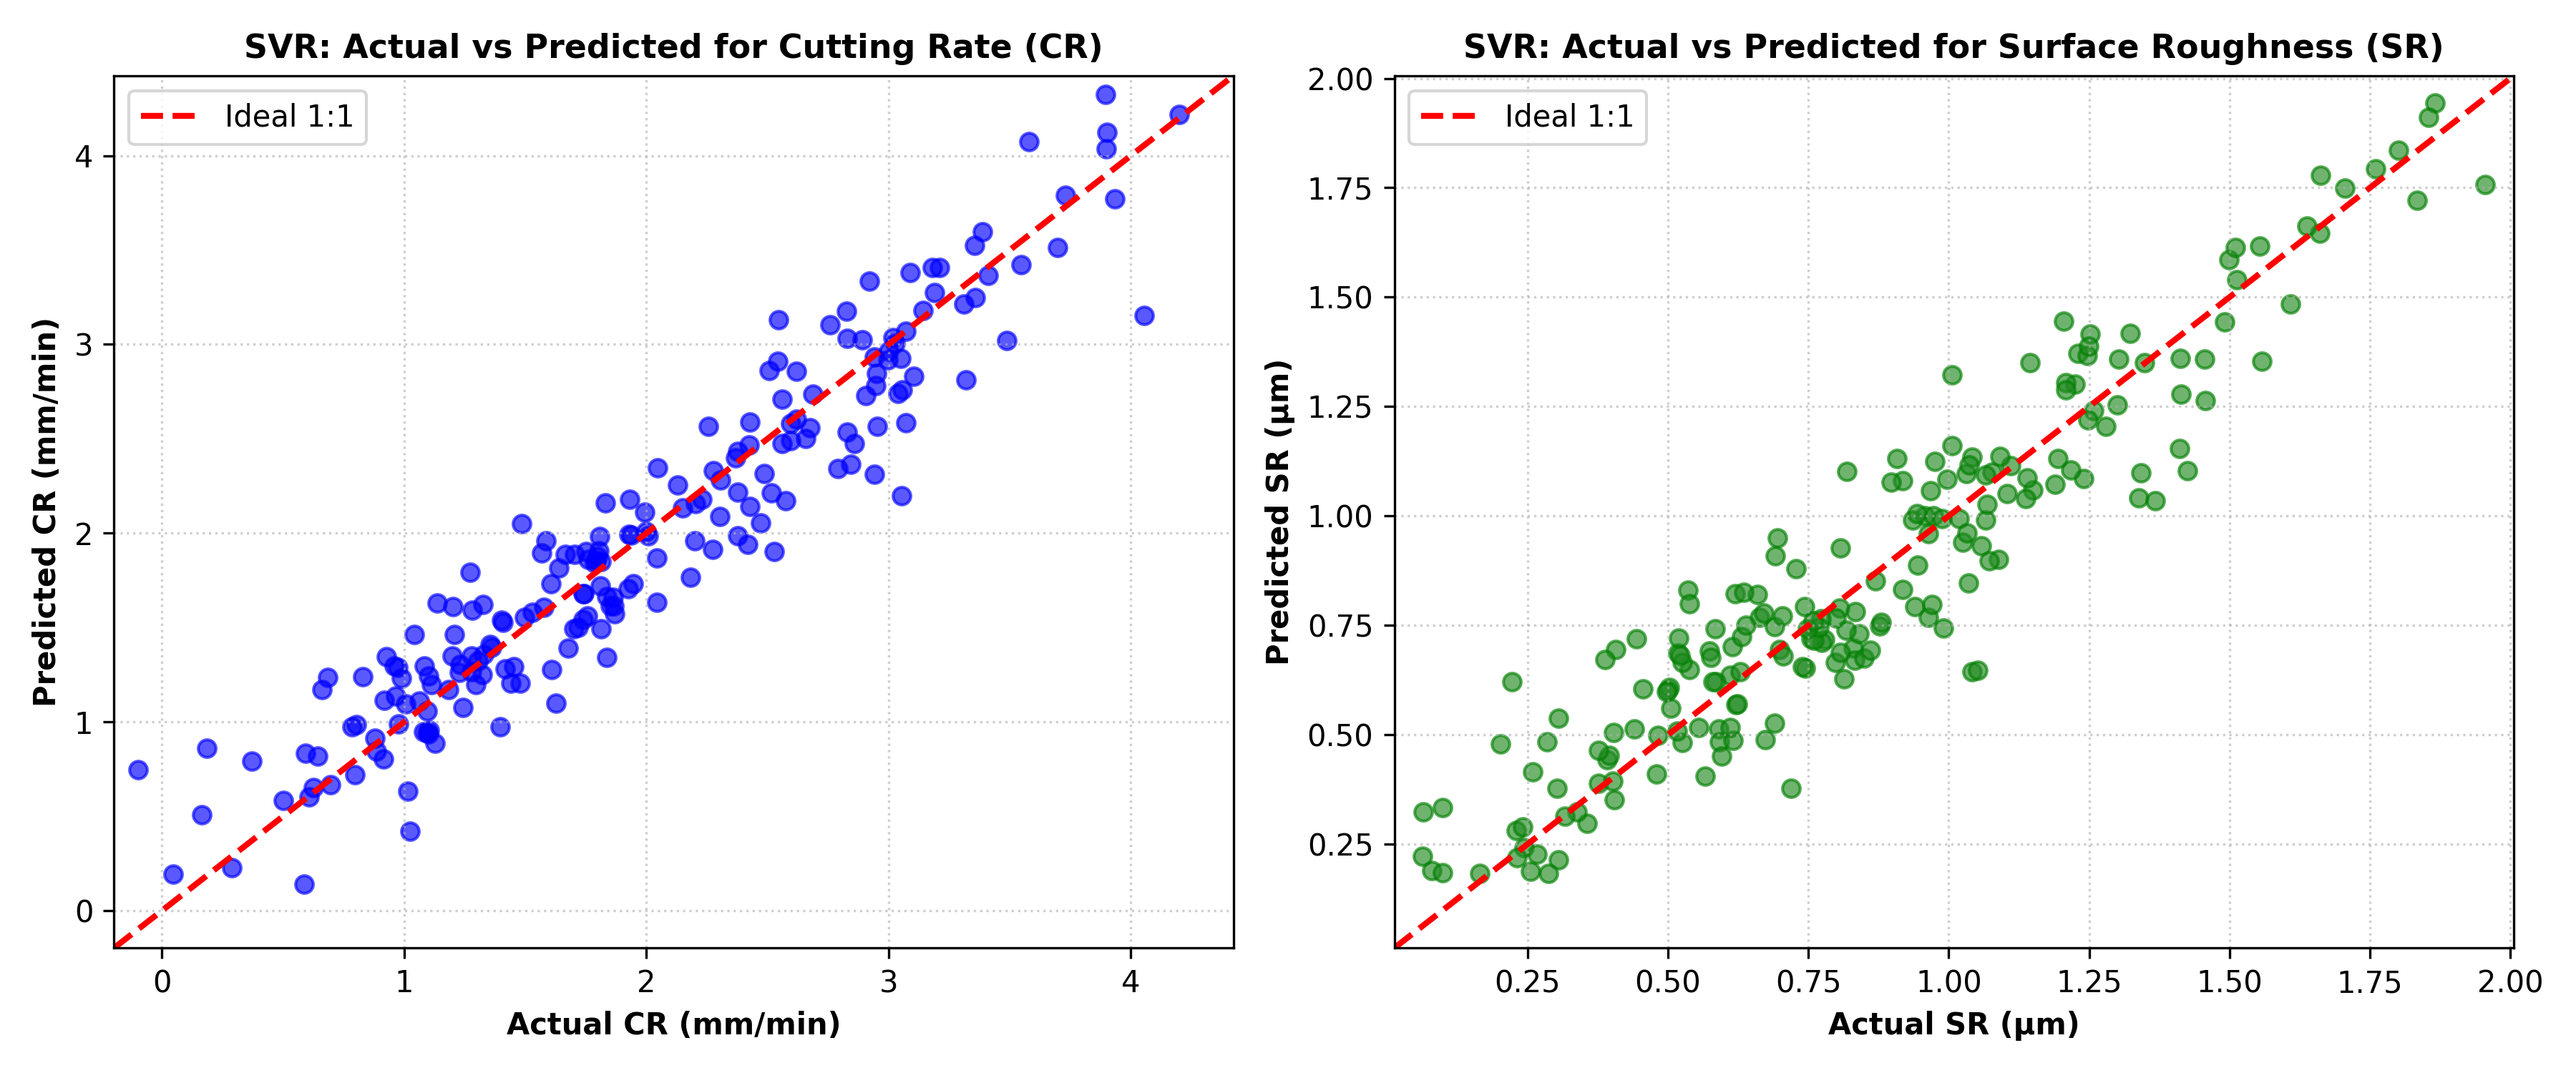 SVR: Actual vs Predicted for Cutting Rate (CR)
Ideal 1:1
Predicted CR (mm/min)
4
3
2
1
0
0 1 2 3 4
Actual CR (mm/min)
SVR: Actual vs Predicted for Surface Roughness (SR)
Ideal 1:1
Predicted SR (μm)
2.00
1.75
1.50
1.25
1.00
0.75
0.50
0.25
0.25 0.50 0.75 1.00 1.25 1.50 1.75 2.00
Actual SR (μm)